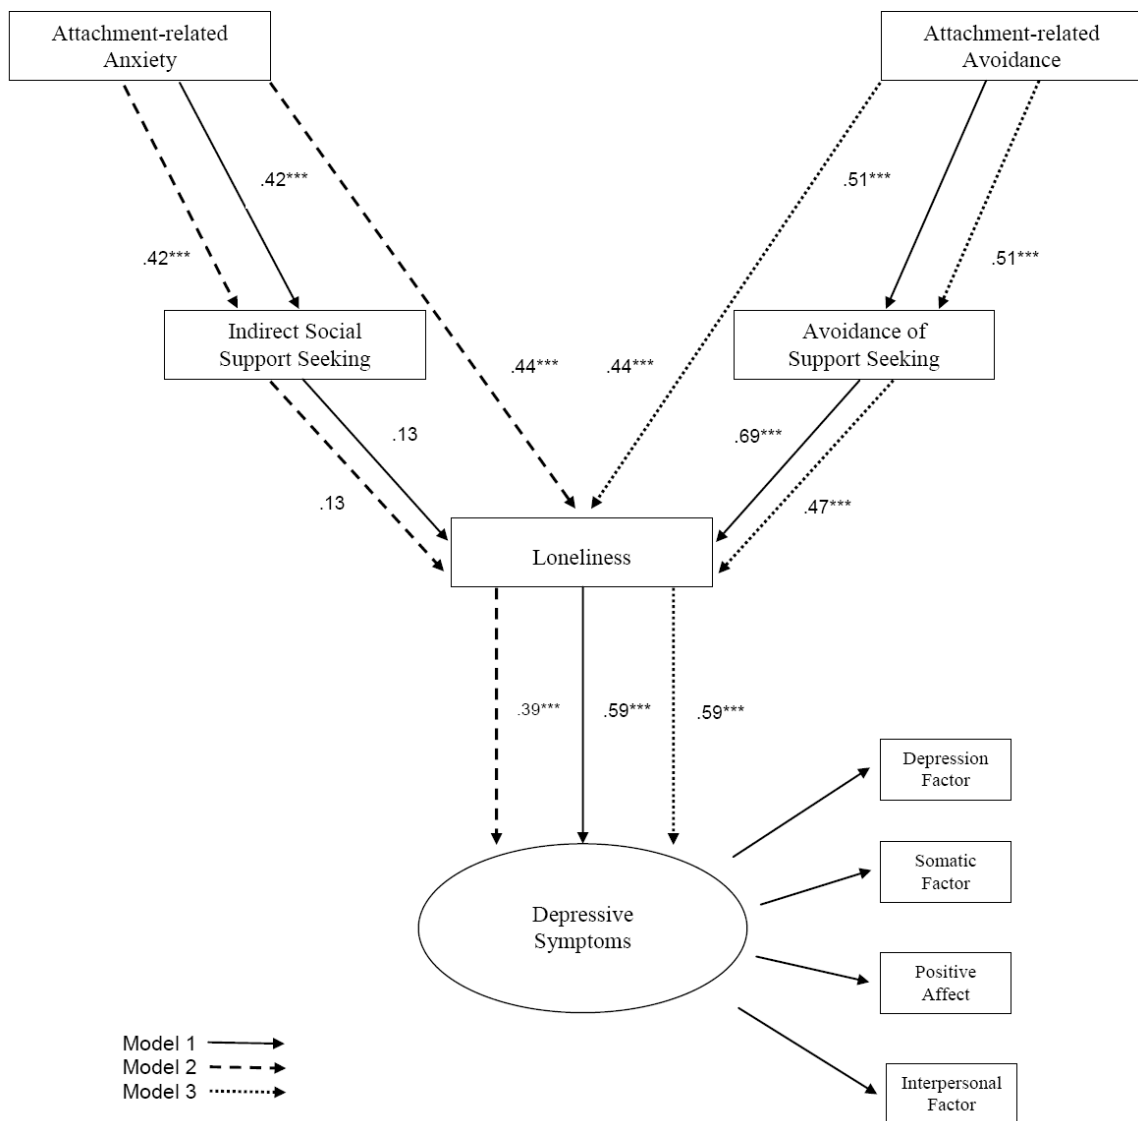 Attachment-related
Anxiety
Attachment-related
Avoidance
.42***
.51***
.42***
.51***
Indirect Social
Support Seeking
Avoidance of
Support Seeking
.44***
.44***
.13
.69***
.13
.47***
Loneliness
.39***
.59***
.59***
Depression
Factor
Somatic
Factor
Depressive
Symptoms
Positive
Affect
Model 1
Model 2
Model 3
Interpersonal
Factor